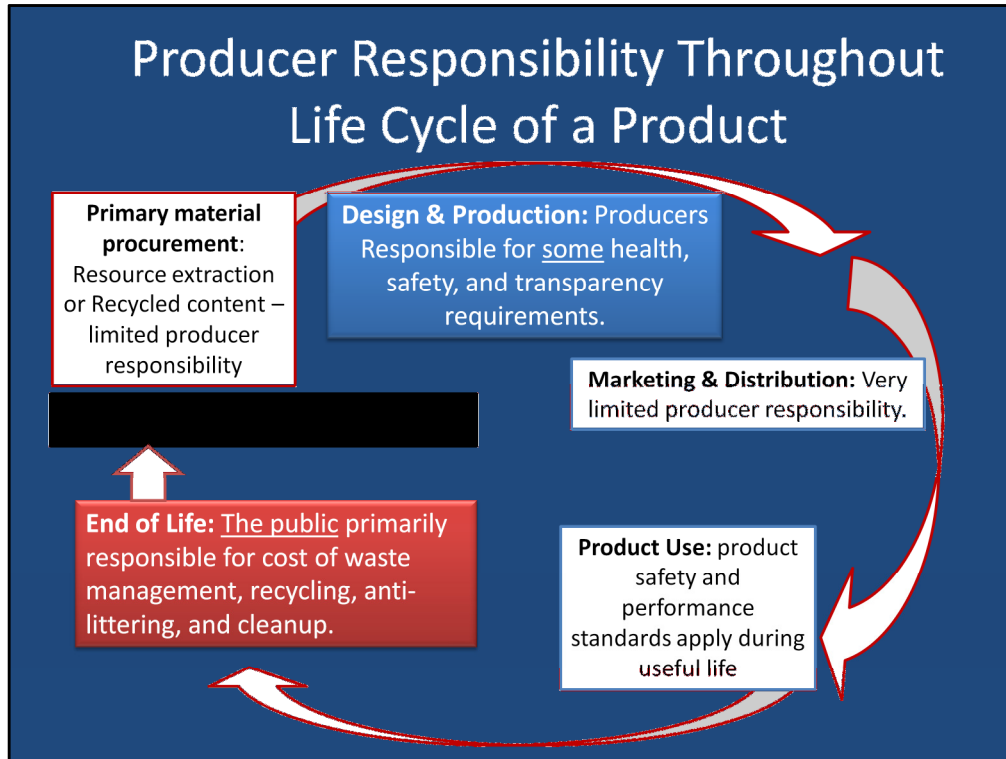 Producer Responsibility Throughout
Life Cycle of a Product
Primary material
procurement:
Resource extraction
or Recycled content –
limited producer
responsibility
Design & Production: Producers
Responsible for some health,
safety, and transparency
requirements.
Marketing & Distribution: Very
limited producer responsibility.
Product Use: product
safety and
performance
standards apply during
useful life
End of Life: The public primarily
responsible for cost of waste
management, recycling, anti-
littering, and cleanup.